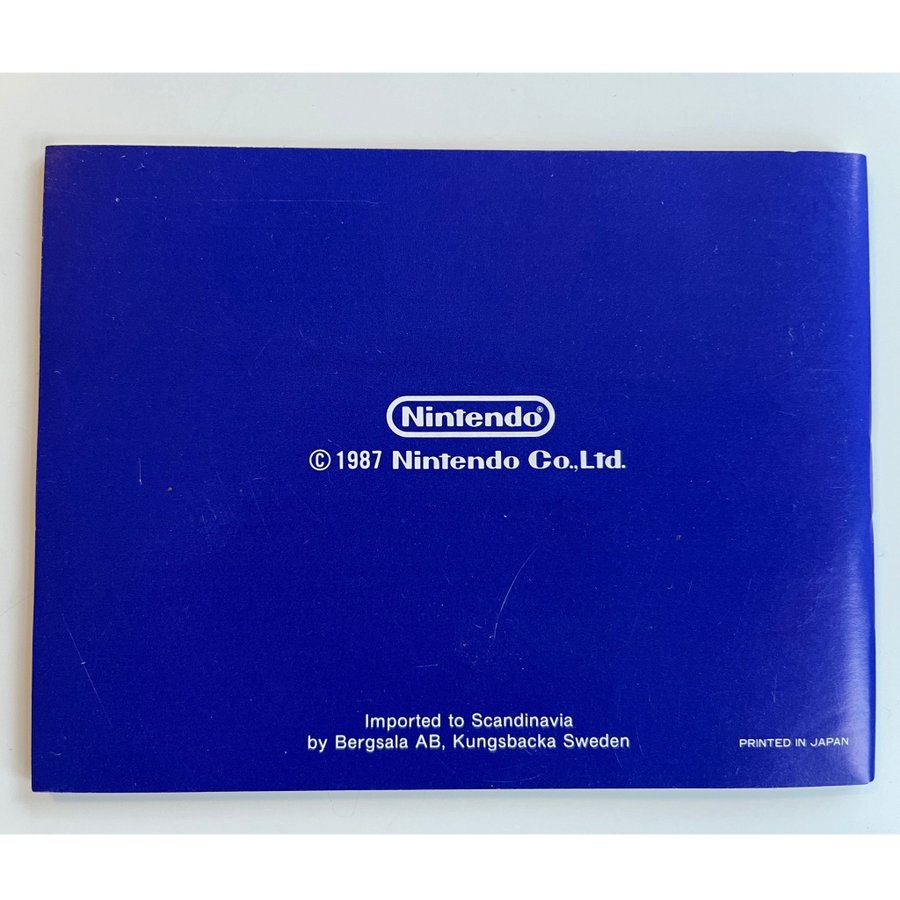 Nintendo®
© 1987 Nintendo Co.,Ltd.
Imported to Scandinavia
by Bergsala AB, Kungsbacka Sweden
PRINTED IN JAPAN